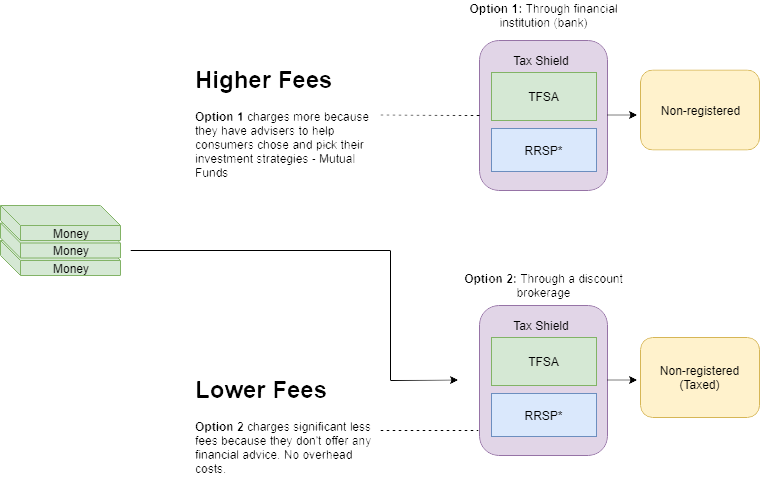 Option 1: Through financial
institution (bank)
Higher Fees
Option 1 charges more because
they have advisers to help
consumers chose and pick their
investment strategies - Mutual
Funds
Tax Shield
TFSA
RRSP*
Non-registered
Money
Money
Money
Option 2: Through a discount
brokerage
Lower Fees
Option 2 charges significant less
fees because they don't offer any
financial advice. No overhead
costs.
Tax Shield
TFSA
RRSP*
Non-registered
(Taxed)